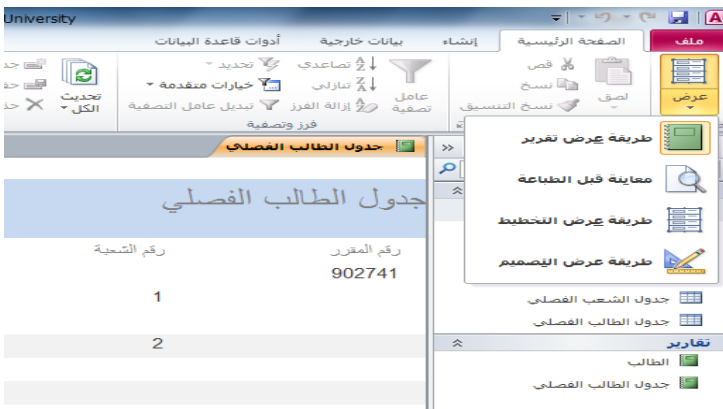 University
ملف
الصفحة الرئيسية
إنشاء
بيانات خارجية
أدوات قاعدة البيانات
عرض
لصق
قص
نسخ
نسخ التنسيق
عامل تصفية
تصاعدي
تنازلي
إزالة الفرز
تحديد
خيارات متقدمة
تبديل عامل التصفية
فرز وتصفية
تحديث
الكل
طريقة عرض تقرير
معاينة قبل الطباعة
طريقة عرض التخطيط
طريقة عرض التصميم
جدول الشعب الفصلي
جدول الطالب الفصلي
تقارير
الطالب
جدول الطالب الفصلي
جدول الطالب الفصلي
جدول الطالب الفصلي
رقم المقرر
رقم الشعبة
902741
1
2